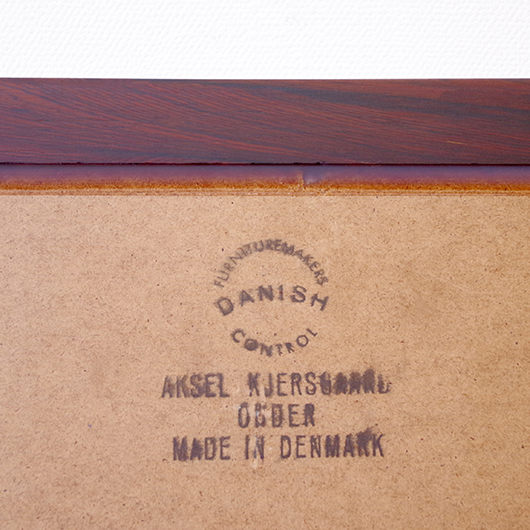 FURNITUREMAKERS
DANISH
CONTROL
AKSEL KJERSGAARD
ODDER
MADE IN DENMARK